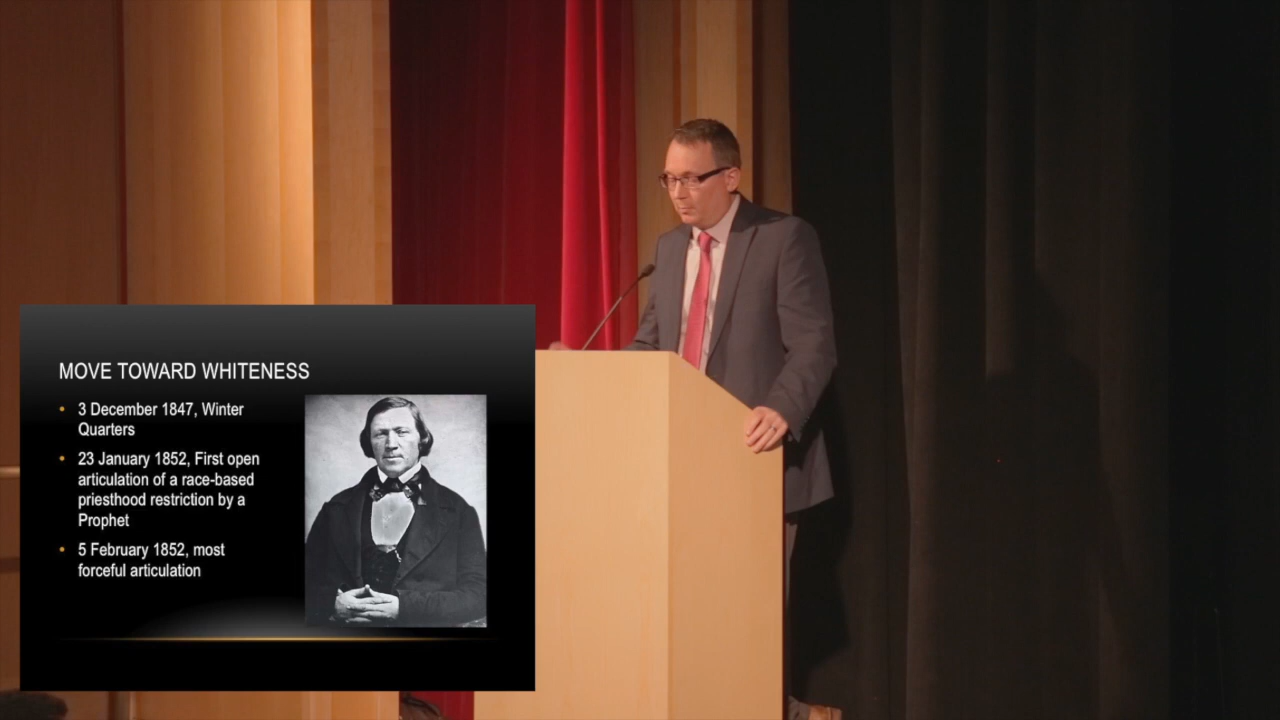 MOVE TOWARD WHITENESS
• 3 December 1847, Winter
Quarters
• 23 January 1852, First open
articulation of a race-based
priesthood restriction by a
Prophet
• 5 February 1852, most
forceful articulation